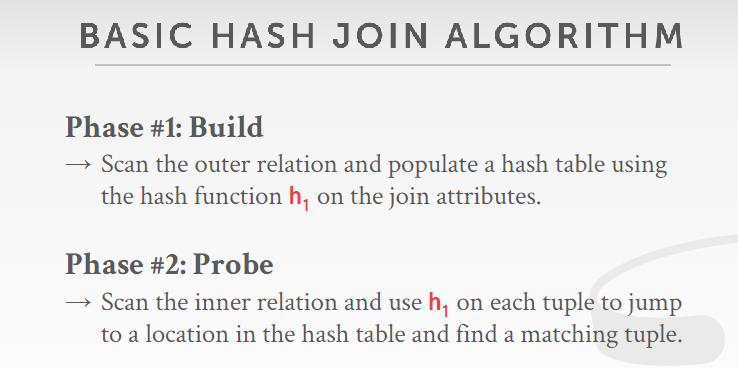 BASIC HASH JOIN ALGORITHM
Phase #1: Build
→ Scan the outer relation and populate a hash table using
the hash function h₁ on the join attributes.
Phase #2: Probe
→ Scan the inner relation and use h₁ on each tuple to jump
to a location in the hash table and find a matching tuple.